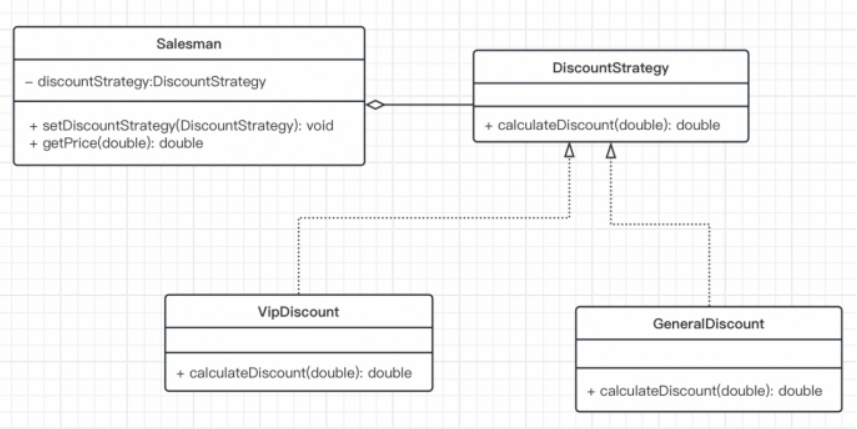 Salesman
– discountStrategy:DiscountStrategy
+ setDiscountStrategy(DiscountStrategy): void
+ getPrice(double): double
DiscountStrategy
+ calculateDiscount(double): double
VipDiscount
+ calculateDiscount(double): double
GeneralDiscount
+ calculateDiscount(double): double